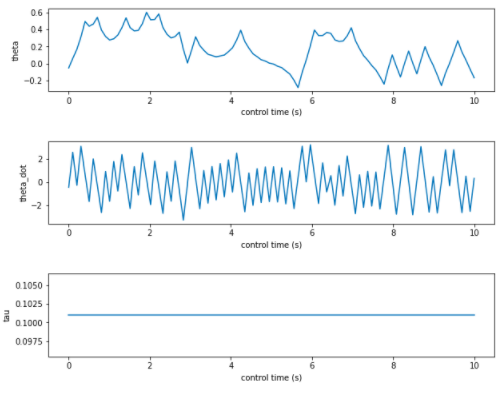 0.6
0.4
0.2
0.0
−0.2
theta
0 2 4 6 8 10
control time (s)
2
0
−2
theta_dot
0 2 4 6 8 10
control time (s)
0.1050
0.1025
0.1000
0.0975
tau
0 2 4 6 8 10
control time (s)